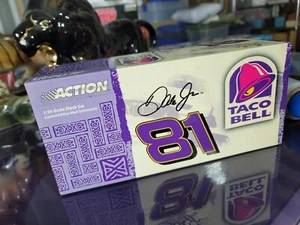 ACTION
1:24 Scale Stock Car
Dale Jr.
81
TACO
BELL